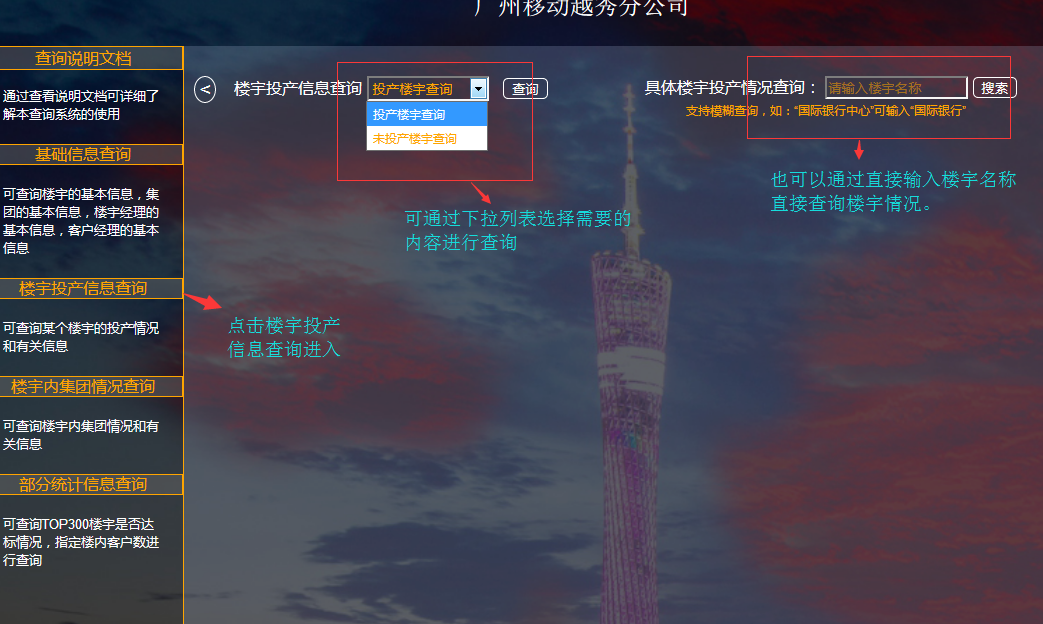 广州移动越秀分公司
查询说明文档
通过查看说明文档可详细了
解本查询系统的使用
基础信息查询
可查询楼宇的基本信息，集
团的基本信息，楼宇经理的
基本信息，客户经理的基本
信息
楼宇投产信息查询
可查询某个楼宇的投产情况
和有关信息
楼宇内集团情况查询
可查询楼宇内集团情况和有
关信息
部分统计信息查询
可查询TOP300楼宇是否达
标情况，指定楼内客户数进
行查询
< 楼宇投产信息查询 投产楼宇查询 查询
投产楼宇查询
未投产楼宇查询
具体楼宇投产情况查询： 请输入楼宇名称 搜索
支持模糊查询，如：“国际银行中心”可输入“国际银行”
可通过下拉列表选择需要的
内容进行查询
也可以通过直接输入楼宇名称
直接查询楼宇情况。
点击楼宇投产
信息查询进入